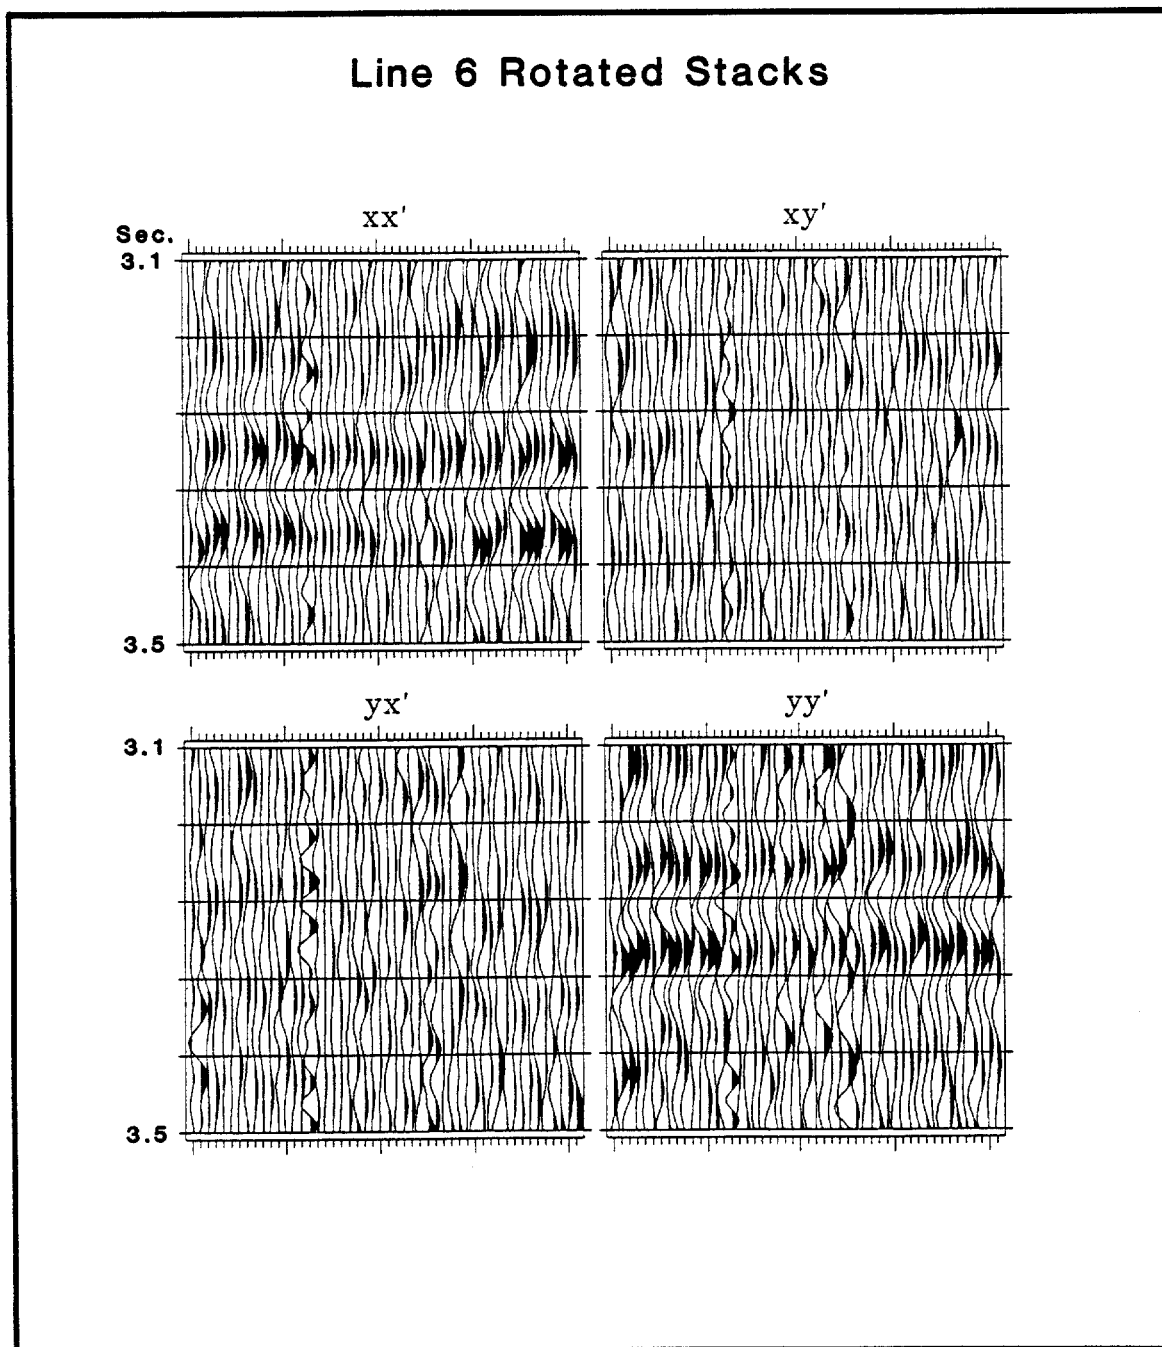 Line 6 Rotated Stacks
xx'
xy'
Sec.
3.1
3.5
yx'
yy'
3.1
3.5